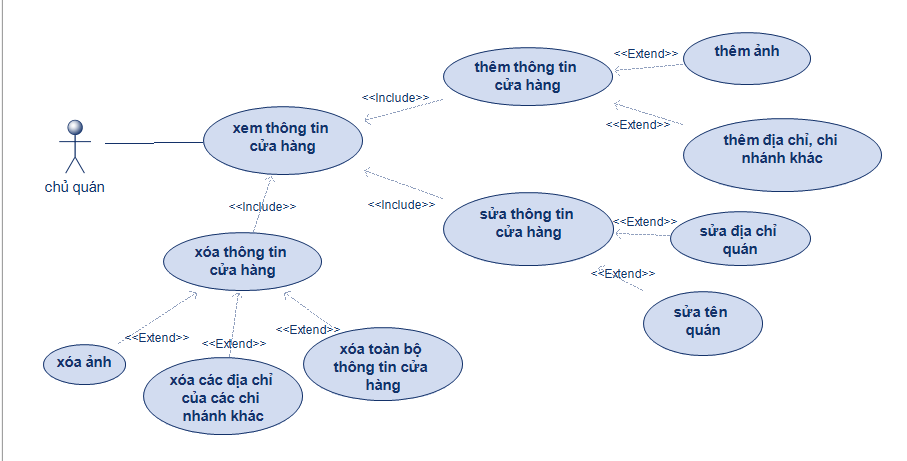 thêm thông tin
cửa hàng
<<Extend>>
thêm ảnh
<<Include>>
<<Extend>>
thêm địa chỉ, chi
nhánh khác
xem thông tin
cửa hàng
chủ quán
<<Include>>
<<Include>>
sửa thông tin
cửa hàng
<<Extend>>
sửa địa chỉ
quán
<<Extend>>
sửa tên
quán
xóa thông tin
cửa hàng
<<Extend>>
<<Extend>>
<<Extend>>
xóa ảnh
xóa các địa chỉ
của các chi
nhánh khác
xóa toàn bộ
thông tin cửa
hàng